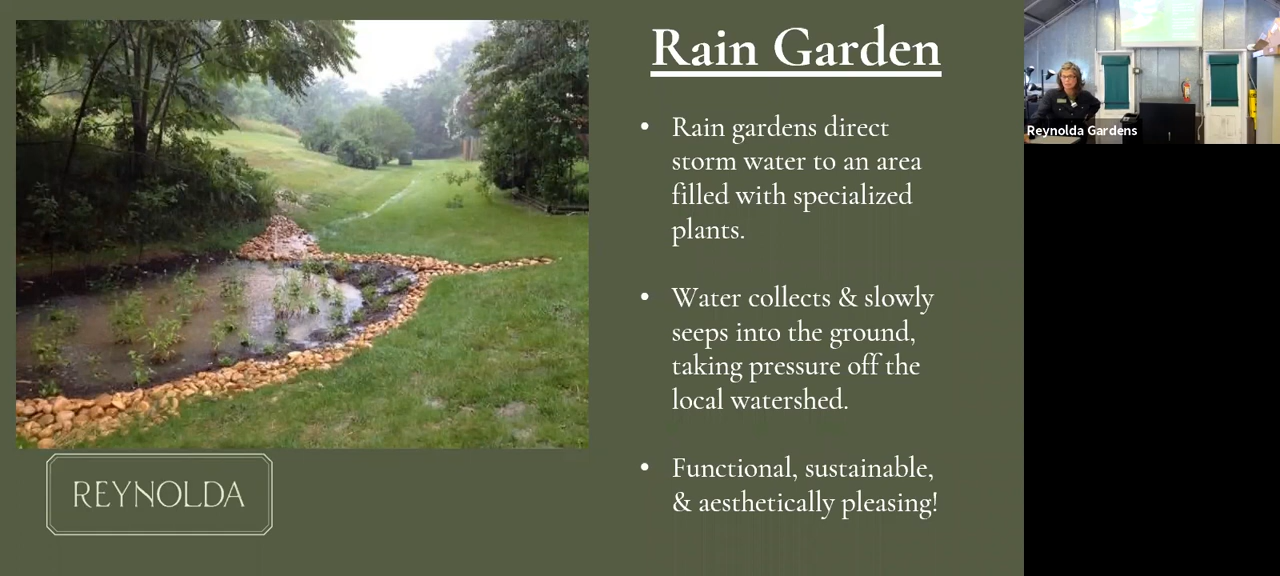 Rain Garden
• Rain gardens direct
storm water to an area
filled with specialized
plants.
• Water collects & slowly
seeps into the ground,
taking pressure off the
local watershed.
• Functional, sustainable,
& aesthetically pleasing!
REYNOLDA
Reynolda Gardens